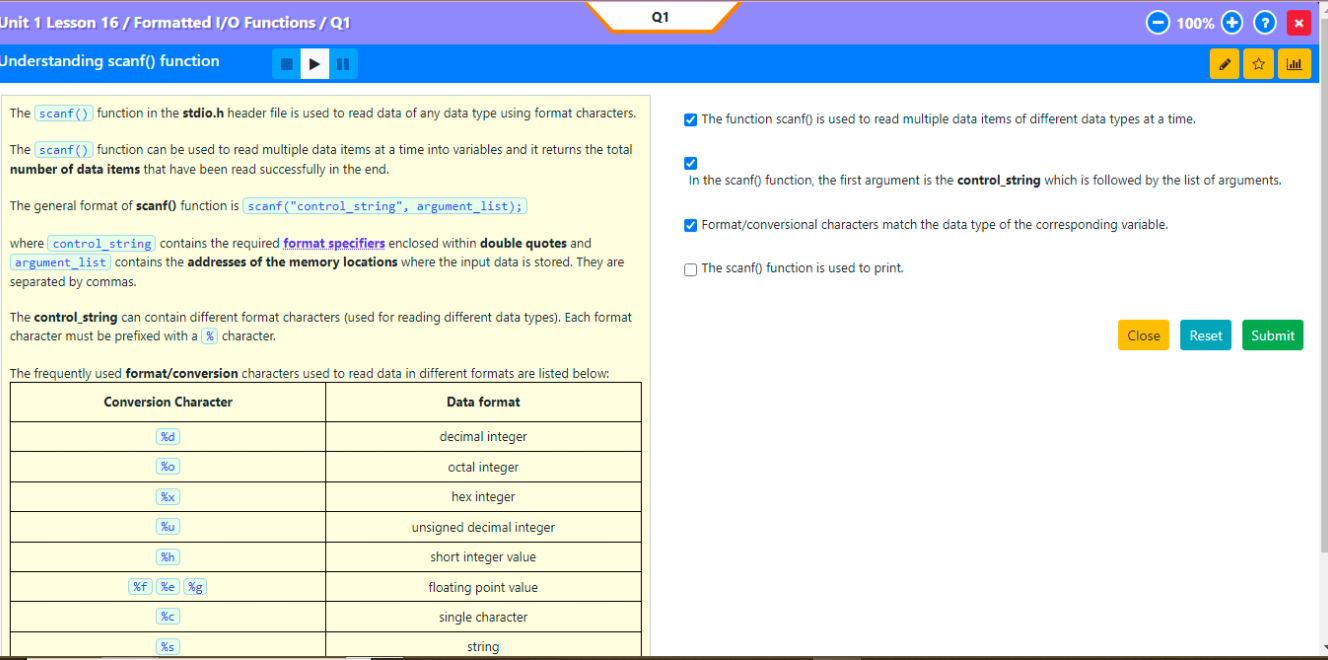 Unit 1 Lesson 16 / Formatted I/O Functions / Q1
Q1
100%
?
Understanding scanf() function
The scanf() function in the stdio.h header file is used to read data of any data type using format characters.
The scanf() function can be used to read multiple data items at a time into variables and it returns the total
number of data items that have been read successfully in the end.
The general format of scanf() function is scanf("control_string", argument_list);
where control_string contains the required format specifiers enclosed within double quotes and
argument_list contains the addresses of the memory locations where the input data is stored. They are
separated by commas.
The control_string can contain different format characters (used for reading different data types). Each format
character must be prefixed with a % character.
The frequently used format/conversion characters used to read data in different formats are listed below:
Conversion Character Data format
%d decimal integer
%o octal integer
%x hex integer
%u unsigned decimal integer
%h short integer value
%f %e %g floating point value
%c single character
%s string
The function scanf() is used to read multiple data items of different data types at a time.
In the scanf() function, the first argument is the control_string which is followed by the list of arguments.
Format/conversional characters match the data type of the corresponding variable.
The scanf() function is used to print.
Close Reset Submit